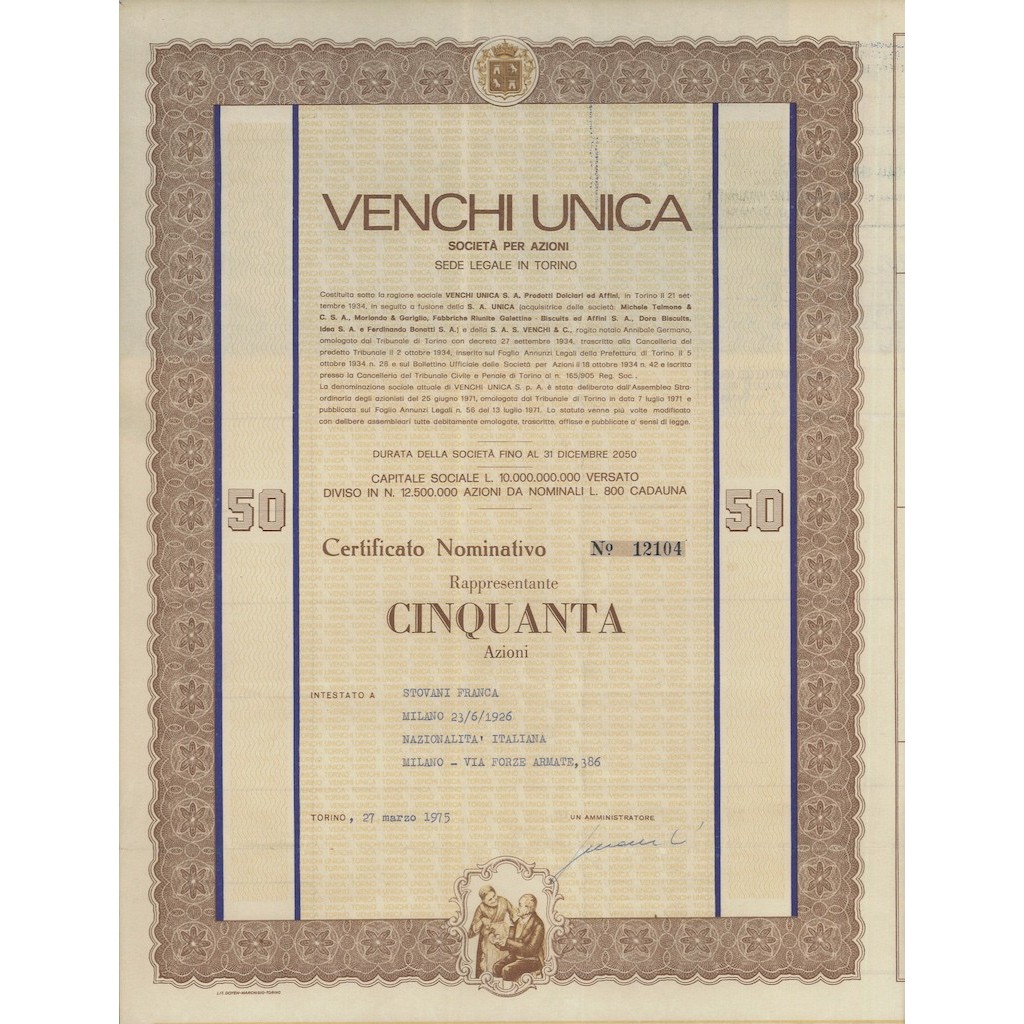 VENCHI UNICA
SOCIETÀ PER AZIONI
SEDE LEGALE IN TORINO
Costituita sotto la ragione sociale VENCHI UNICA S. A, Prodotti Dolciari ed Affini, in Torino il 21 set-
tembre 1934, in seguito a fusione della S. A. UNICA (acquisitrice delle società: Michele Talmone &
C. S. A., Moriondo & Gariglio, Fabbriche Riunite Galettine - Biscuits ed Affini S. A., Dora Biscuits,
Idea S. A. e Ferdinando Bonatti S. A.) e della S. A. S. VENCHI & C., rogito notaio Annibale Germano,
omologato dal Tribunale di Torino con decreto 27 settembre 1934, trascritto alla Cancelleria del
predetto Tribunale il 2 ottobre 1934, inserito sul Foglio Annunzi Legali della Prefettura di Torino il 5
ottobre 1934 n. 28 e sul Bollettino Ufficiale delle Società per Azioni il 18 ottobre 1934 n. 42 e iscritta
presso la Cancelleria del Tribunale Civile e Penale di Torino al n. 165/905 Reg. Soc..
La denominazione sociale attuale di VENCHI UNICA S. p. A. è stata deliberata dall'Assemblea Stra-
ordinaria degli azionisti del 25 giugno 1971, omologata dal Tribunale di Torino in data 7 luglio 1971 e
pubblicata sul Foglio Annunzi Legali n. 56 del 13 luglio 1971. Lo statuto venne più volte modificato
con delibere assembleari tutte debitamente omologate, trascritte, affisse e pubblicate a' sensi di legge.
DURATA DELLA SOCIETÀ FINO AL 31 DICEMBRE 2050
CAPITALE SOCIALE L. 10.000.000.000 VERSATO
DIVISO IN N. 12.500.000 AZIONI DA NOMINALI L. 800 CADAUNA
50
50
Certificato Nominativo Nº 12104
Rappresentante
CINQUANTA
Azioni
INTESTATO A STOVANI FRANCA
MILANO 23/6/1926
NAZIONALITA' ITALIANA
MILANO - VIA FORZE ARMATE, 386
TORINO, 27 marzo 1975 UN AMMINISTRATORE
LIT. DOYEN-MARCHISIO-TORINO